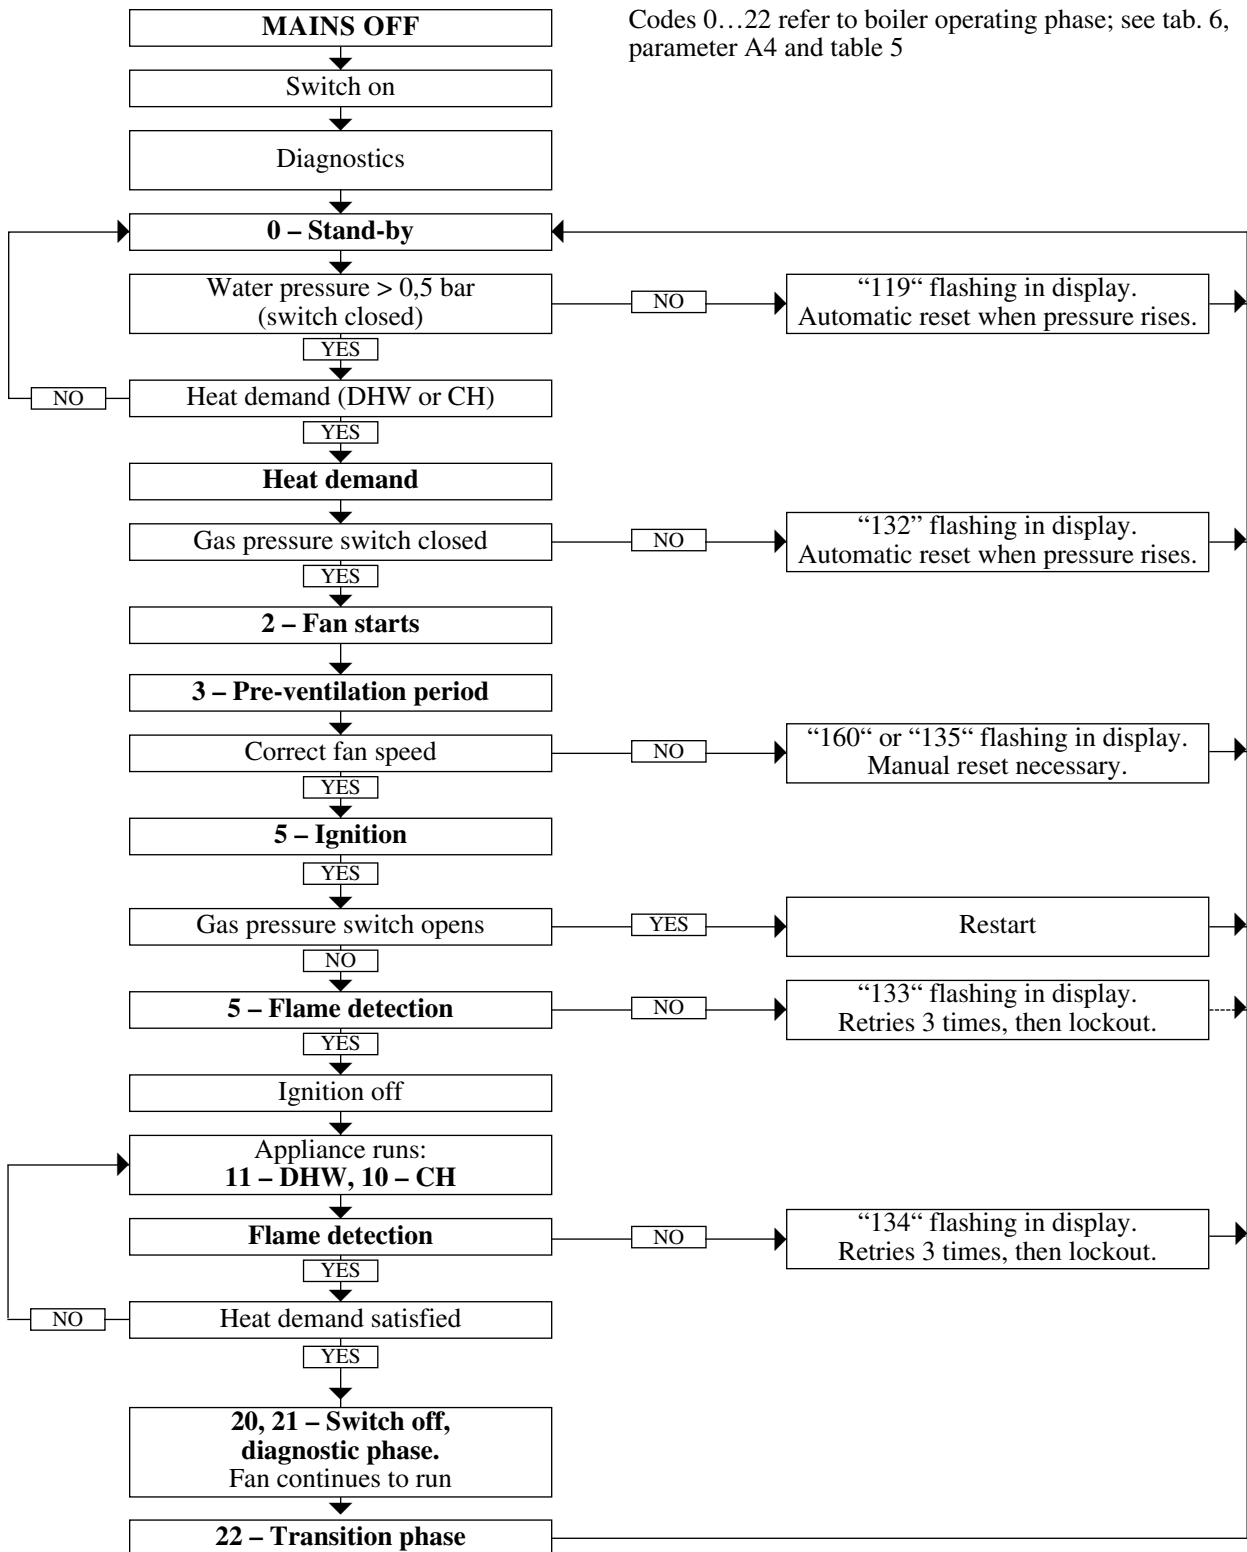 MAINS OFF
Codes 0…22 refer to boiler operating phase; see tab. 6,
parameter A4 and table 5
Switch on
Diagnostics
0 – Stand-by
Water pressure > 0,5 bar
(switch closed)
NO
“119“ flashing in display.
Automatic reset when pressure rises.
YES
NO
Heat demand (DHW or CH)
YES
Heat demand
Gas pressure switch closed
NO
“132” flashing in display.
Automatic reset when pressure rises.
YES
2 – Fan starts
3 – Pre-ventilation period
Correct fan speed
NO
“160“ or “135“ flashing in display.
Manual reset necessary.
YES
5 – Ignition
YES
Gas pressure switch opens
YES
Restart
NO
5 – Flame detection
NO
“133“ flashing in display.
Retries 3 times, then lockout.
YES
Ignition off
Appliance runs:
11 – DHW, 10 – CH
Flame detection
NO
“134“ flashing in display.
Retries 3 times, then lockout.
YES
NO
Heat demand satisfied
YES
20, 21 – Switch off,
diagnostic phase.
Fan continues to run
22 – Transition phase